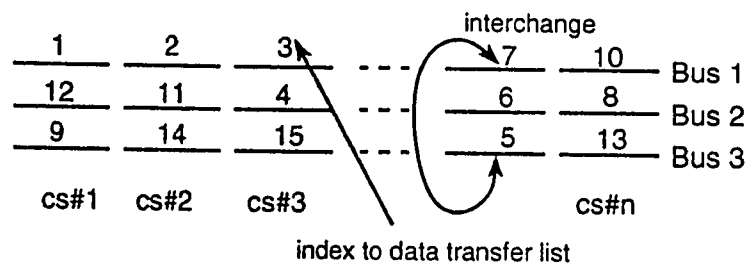 interchange
1 2 3 7 10 Bus 1
12 11 4 6 8 Bus 2
9 14 15 5 13 Bus 3
cs#1 cs#2 cs#3 cs#n
index to data transfer list